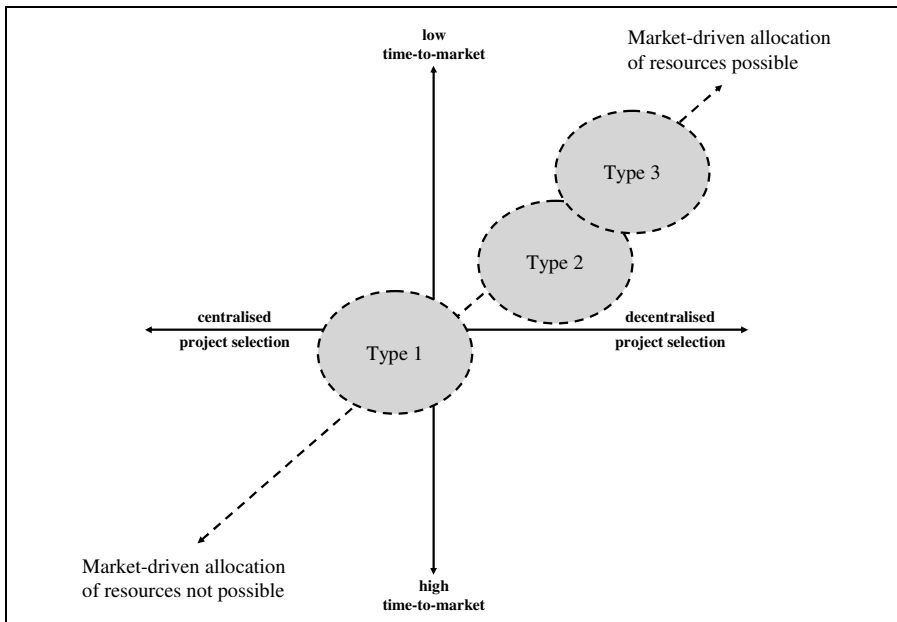 low
time-to-market
Market-driven allocation
of resources possible
Type 3
Type 2
centralised
project selection
decentralised
project selection
Type 1
Market-driven allocation
of resources not possible
high
time-to-market